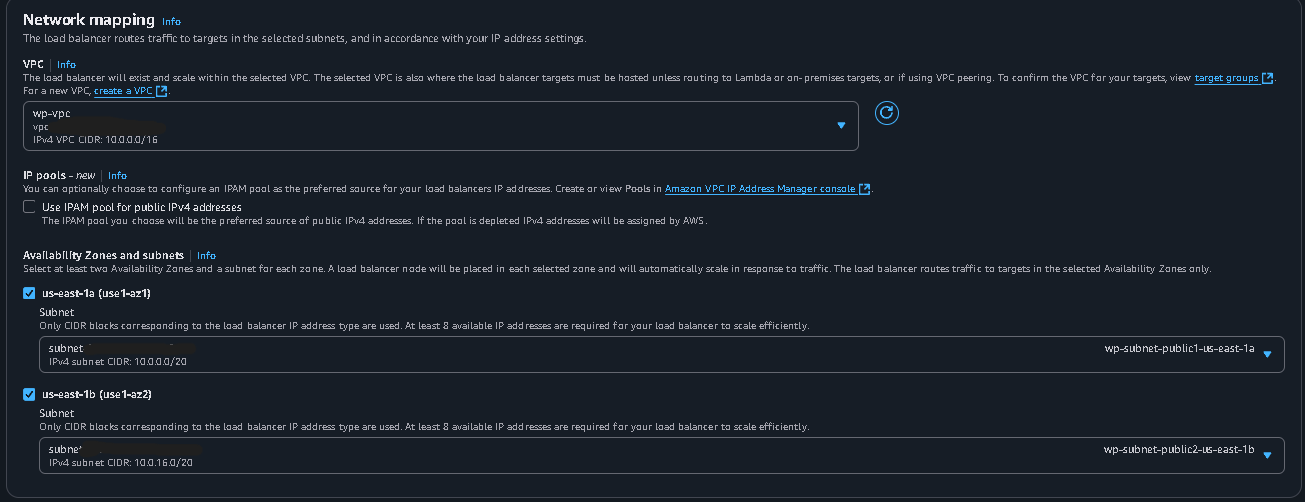 Network mapping Info
The load balancer routes traffic to targets in the selected subnets, and in accordance with your IP address settings.
VPC | Info
The load balancer will exist and scale within the selected VPC. The selected VPC is also where the load balancer targets must be hosted unless routing to Lambda or on-premises targets, or if using VPC peering. To confirm the VPC for your targets, view target groups.
For a new VPC, create a VPC.
wp-vpc
vpc
IPv4 VPC CIDR: 10.0.0.0/16
IP pools - new | Info
You can optionally choose to configure an IPAM pool as the preferred source for your load balancers IP addresses. Create or view Pools in Amazon VPC IP Address Manager console.
Use IPAM pool for public IPv4 addresses
The IPAM pool you choose will be the preferred source of public IPv4 addresses. If the pool is depleted IPv4 addresses will be assigned by AWS.
Availability Zones and subnets | Info
Select at least two Availability Zones and a subnet for each zone. A load balancer node will be placed in each selected zone and will automatically scale in response to traffic. The load balancer routes traffic to targets in the selected Availability Zones only.
us-east-1a (use1-az1)
Subnet
Only CIDR blocks corresponding to the load balancer IP address type are used. At least 8 available IP addresses are required for your load balancer to scale efficiently.
subnet wp-subnet-public1-us-east-1a
IPv4 subnet CIDR: 10.0.0.0/20
us-east-1b (use1-az2)
Subnet
Only CIDR blocks corresponding to the load balancer IP address type are used. At least 8 available IP addresses are required for your load balancer to scale efficiently.
subnet wp-subnet-public2-us-east-1b
IPv4 subnet CIDR: 10.0.16.0/20